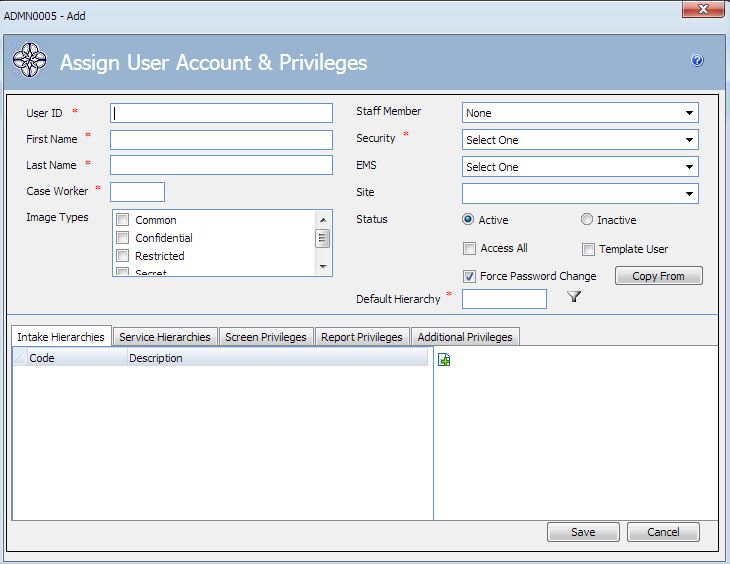 ADMN0005 - Add
Assign User Account & Privileges
User ID *
First Name *
Last Name *
Case Worker *
Image Types
Common
Confidential
Restricted
Secret
Staff Member
None
Security *
Select One
EMS
Select One
Site
Status
Active
Inactive
Access All
Template User
Force Password Change
Copy From
Default Hierarchy *
Intake Hierarchies
Service Hierarchies
Screen Privileges
Report Privileges
Additional Privileges
Code
Description
Save
Cancel